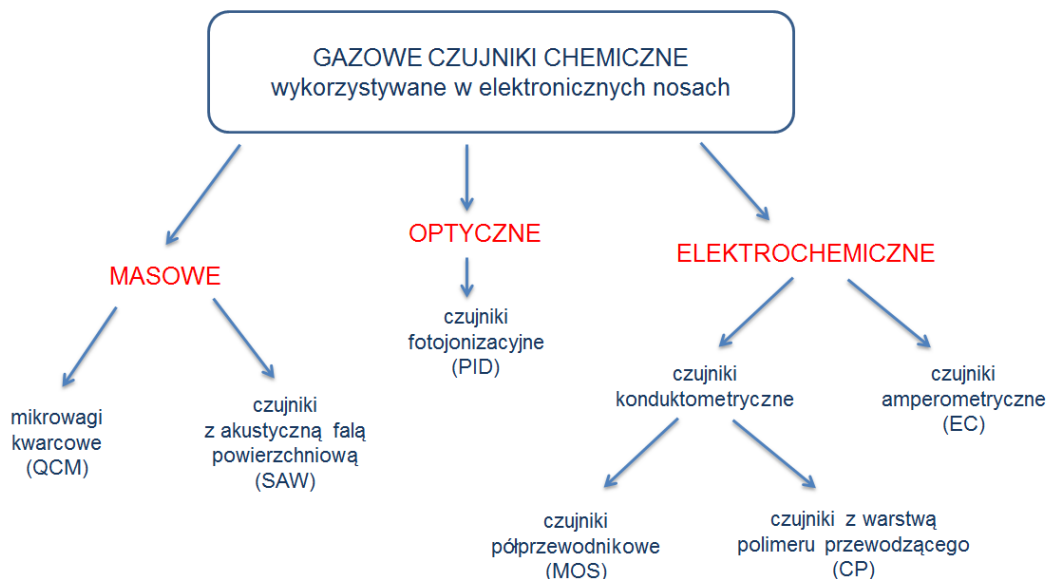 GAZOWE CZUJNIKI CHEMICZNE
wykorzystywane w elektronicznych nosach
MASOWE
OPTYCZNE
ELEKTROCHEMICZNE
mikrowagi
kwarcowe
(QCM)
czujniki
z akustyczną falą
powierzchniową
(SAW)
czujniki
fotojonizacyjne
(PID)
czujniki
konduktometryczne
czujniki
amperometryczne
(EC)
czujniki
półprzewodnikowe
(MOS)
czujniki z warstwą
polimeru przewodzącego
(CP)